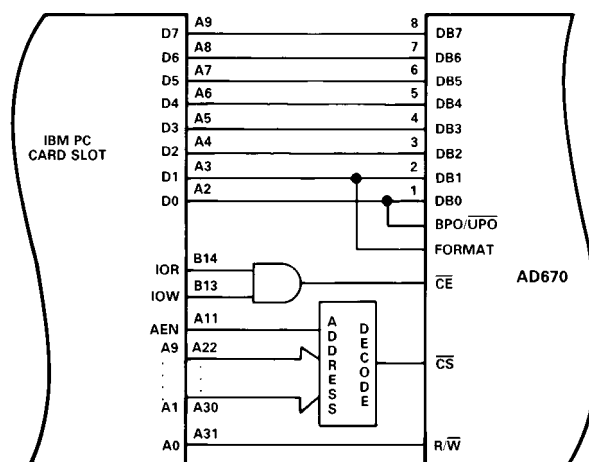 D7 A9 8 DB7
D6 A8 7 DB6
D5 A7 6 DB5
D4 A6 5 DB4
IBM PC
CARD SLOT
D3 A5 4 DB3
D2 A4 3 DB2
D1 A3 2 DB1
D0 A2 1 DB0
BPO/UPO
FORMAT
AD670
IOR B14
IOW B13
CE
AEN A11
ADDRESS
DECODE
A9 A22
CS
A1 A30
A0 A31 R/W